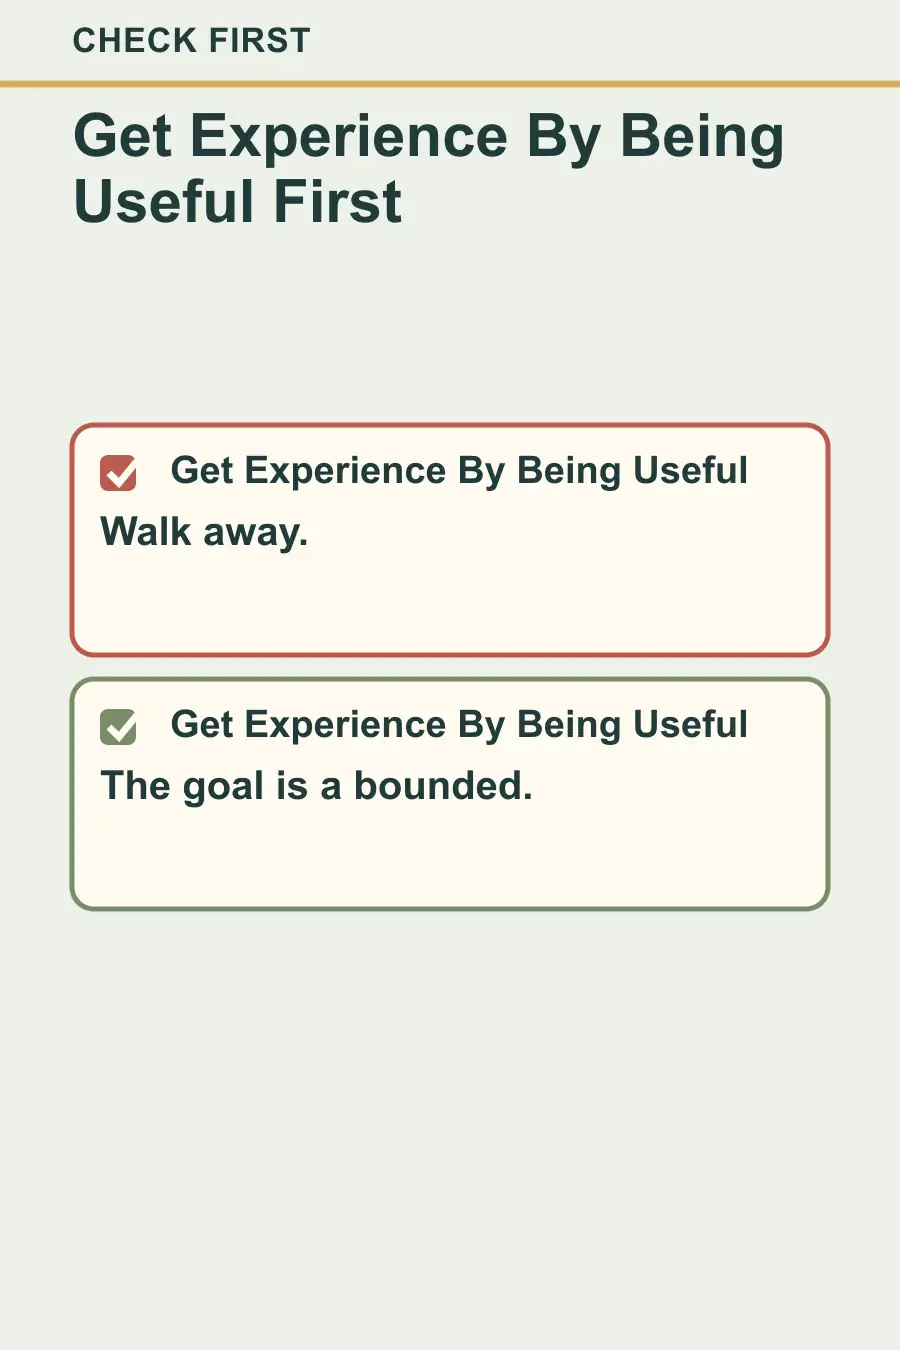 CHECK FIRST
Get Experience By Being
Useful First
Get Experience By Being Useful
Walk away.
Get Experience By Being Useful
The goal is a bounded.